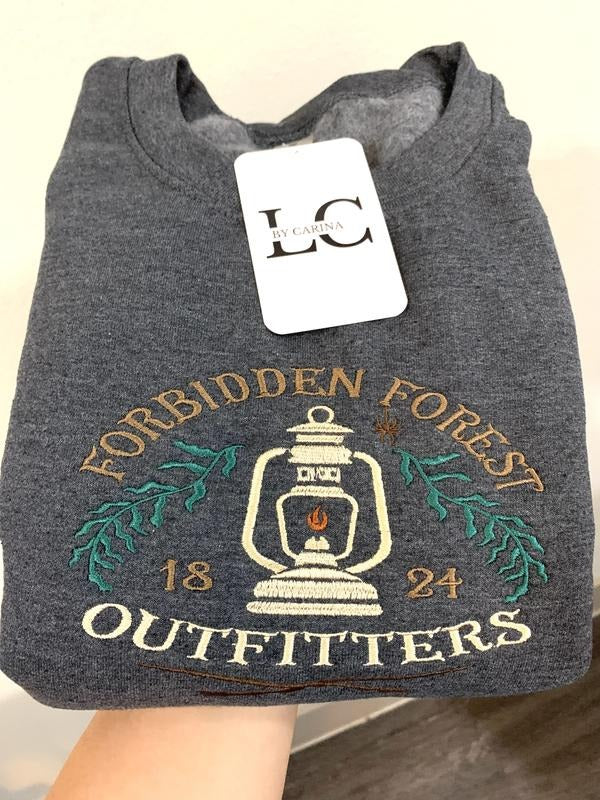 LC
BY CARINA
FORBIDDEN FOREST
18 24
OUTFITTERS